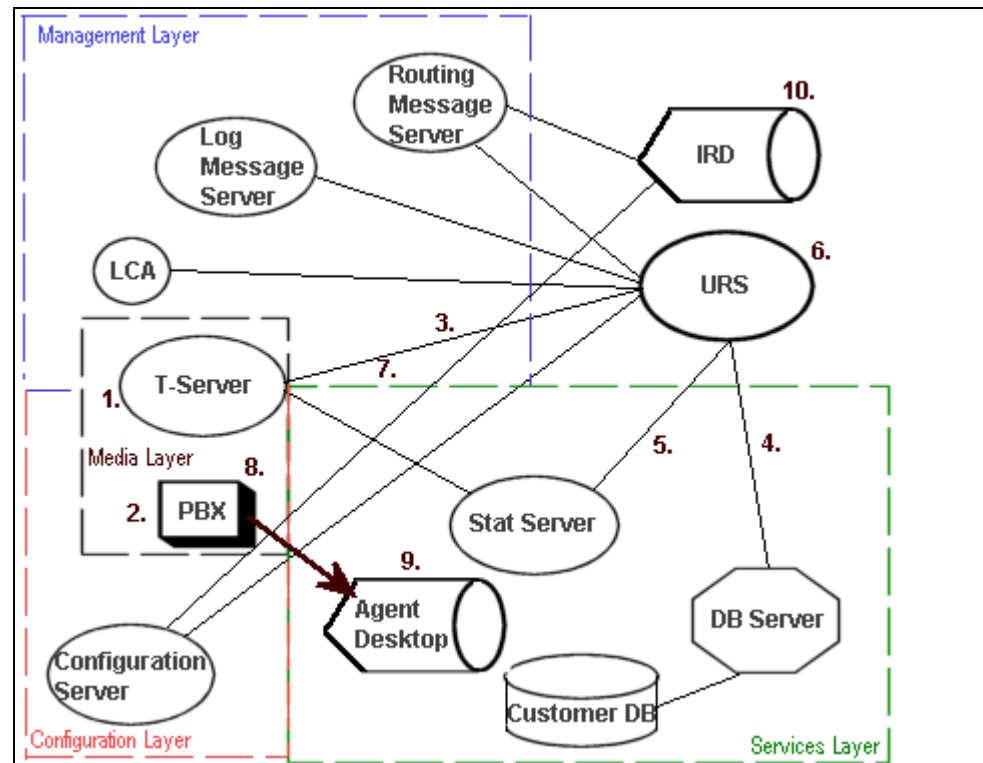 Management Layer
Routing
Message
Server
10.
IRD
Log
Message
Server
6.
URS
LCA
3.
7.
T-Server
1.
5.
4.
Media Layer
8.
2.
PBX
Stat Server
9.
Agent
Desktop
DB Server
Configuration
Server
Customer DB
Configuration Layer
Services Layer